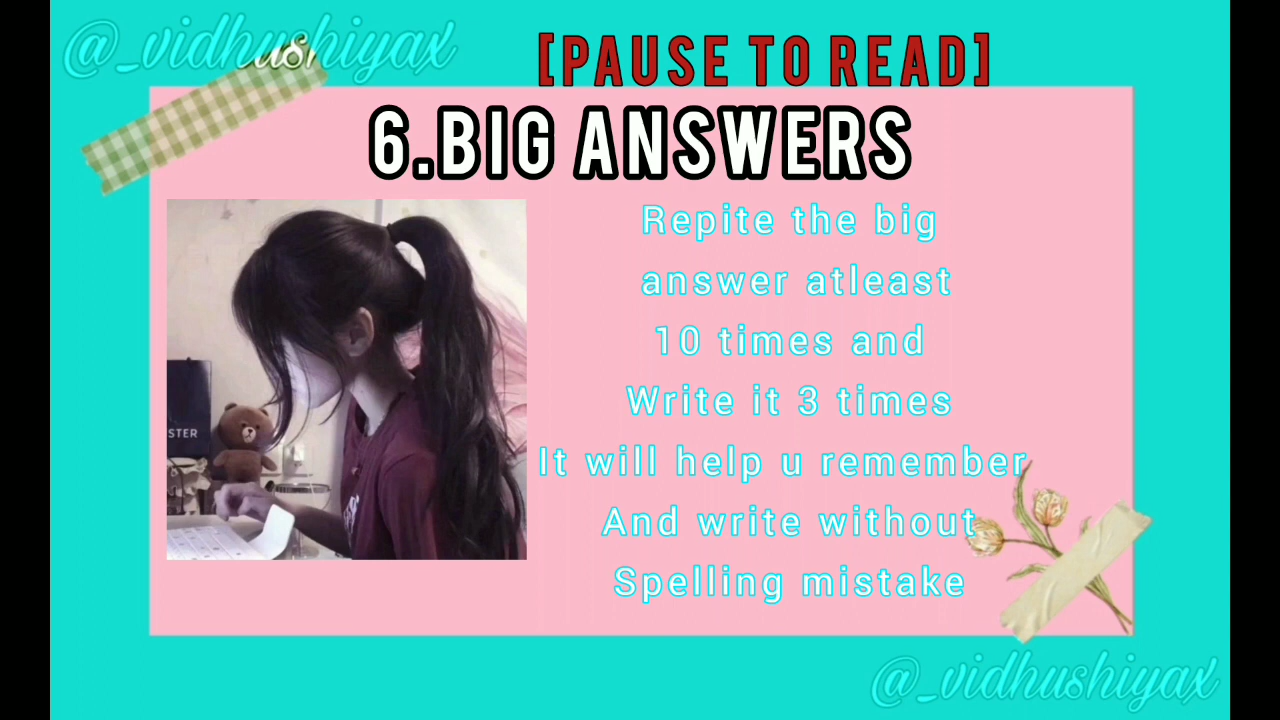 @_vidhushiyax
[PAUSE TO READ]
6.BIG ANSWERS
Repite the big
answer atleast
10 times and
Write it 3 times
It will help u remember
And write without
Spelling mistake
STER
@_vidhushiyax